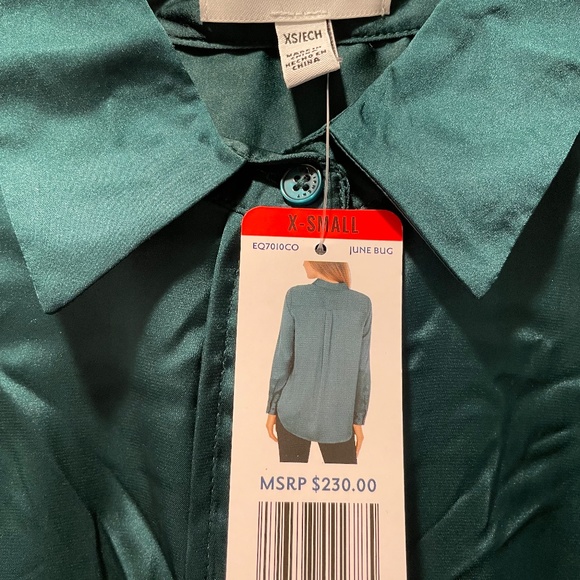 XS/ECH
MADE IN
HECHO EN
CHINA
X-SMALL
EQ7010CO JUNE BUG
MSRP $230.00